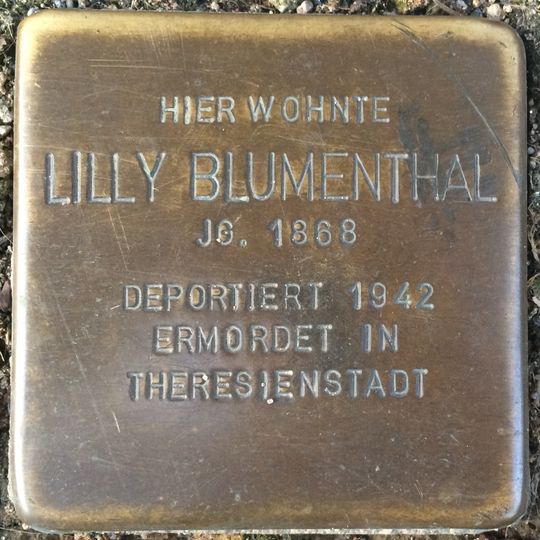 HIER WOHNTE
LILLY BLUMENTHAL
JG. 1868
DEPORTIERT 1942
ERMORDET IN
THERESIENSTADT